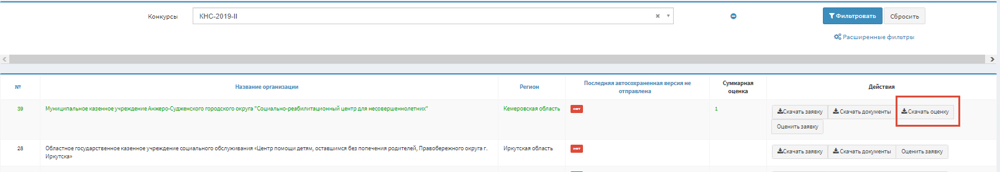 Конкурсы
КНС-2019-II
Фильтровать
Сбросить
Расширенные фильтры
№
Название организации
Регион
Последняя автосохраненная версия не
отправлена
Суммарная
оценка
Действия
39
Муниципальное казенное учреждение Анжеро-Судженского городского округа "Социально-реабилитационный центр для несовершеннолетних"
Кемеровская область
нет
1
Скачать заявку
Скачать документы
Скачать оценку
Оценить заявку
28
Областное государственное казенное учреждение социального обслуживания «Центр помощи детям, оставшимся без попечения родителей, Правобережного округа г.
Иркутска»
Иркутская область
нет
Скачать заявку
Скачать документы
Оценить заявку